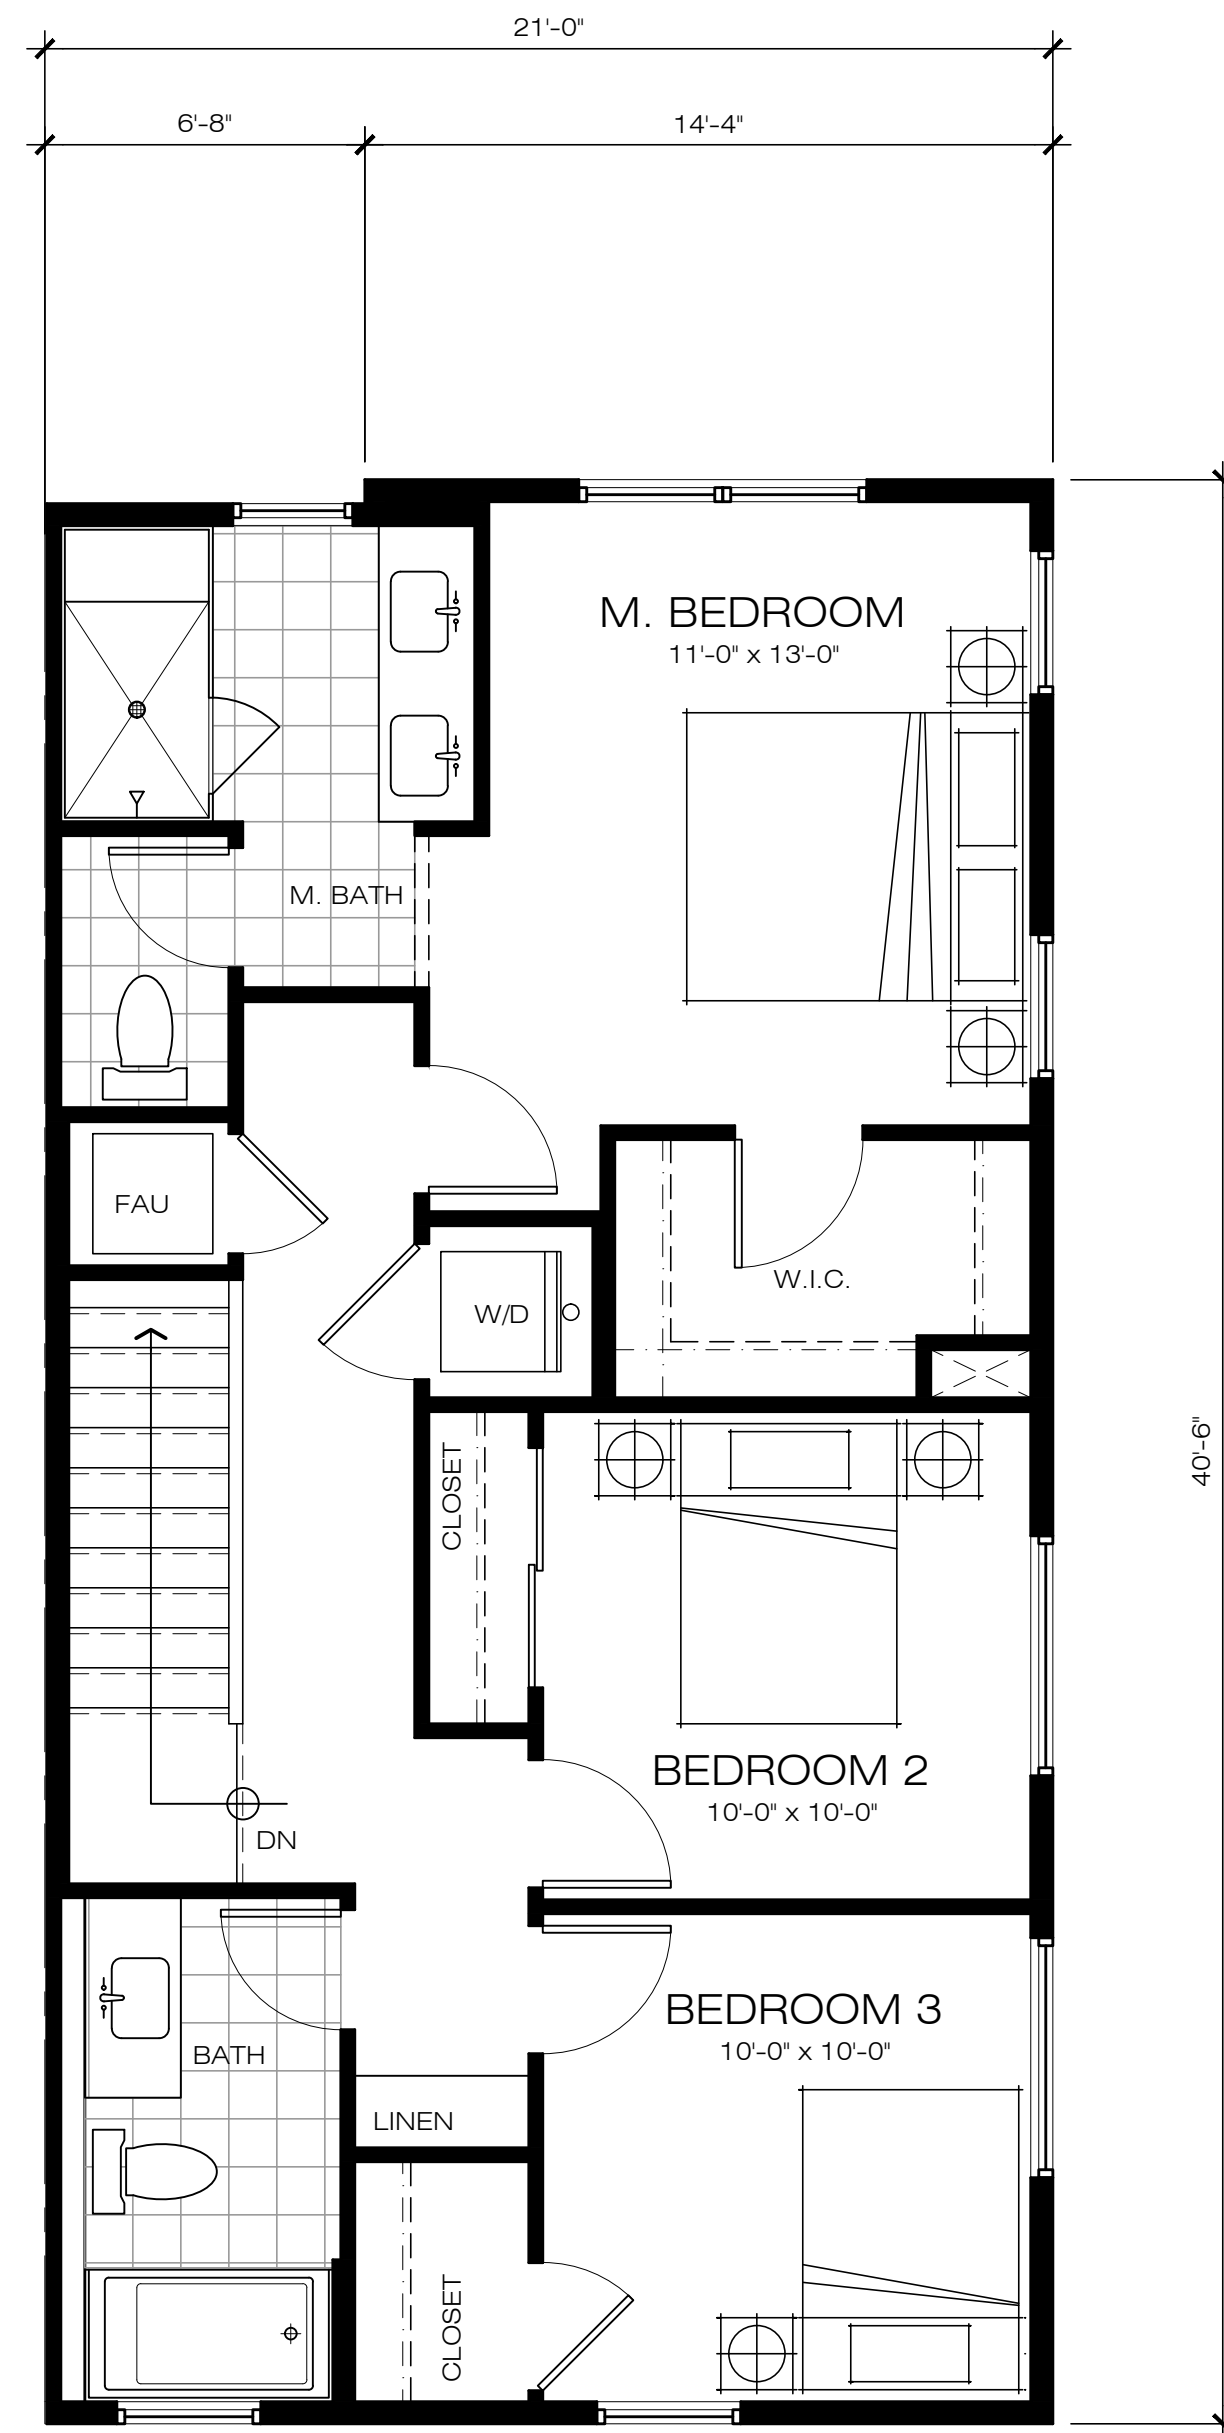 21'-0"
6'-8"
14'-4"
M. BEDROOM
11'-0" x 13'-0"
M. BATH
FAU
W.I.C.
W/D
40'-6"
CLOSET
BEDROOM 2
10'-0" x 10'-0"
DN
BEDROOM 3
10'-0" x 10'-0"
BATH
LINEN
CLOSET